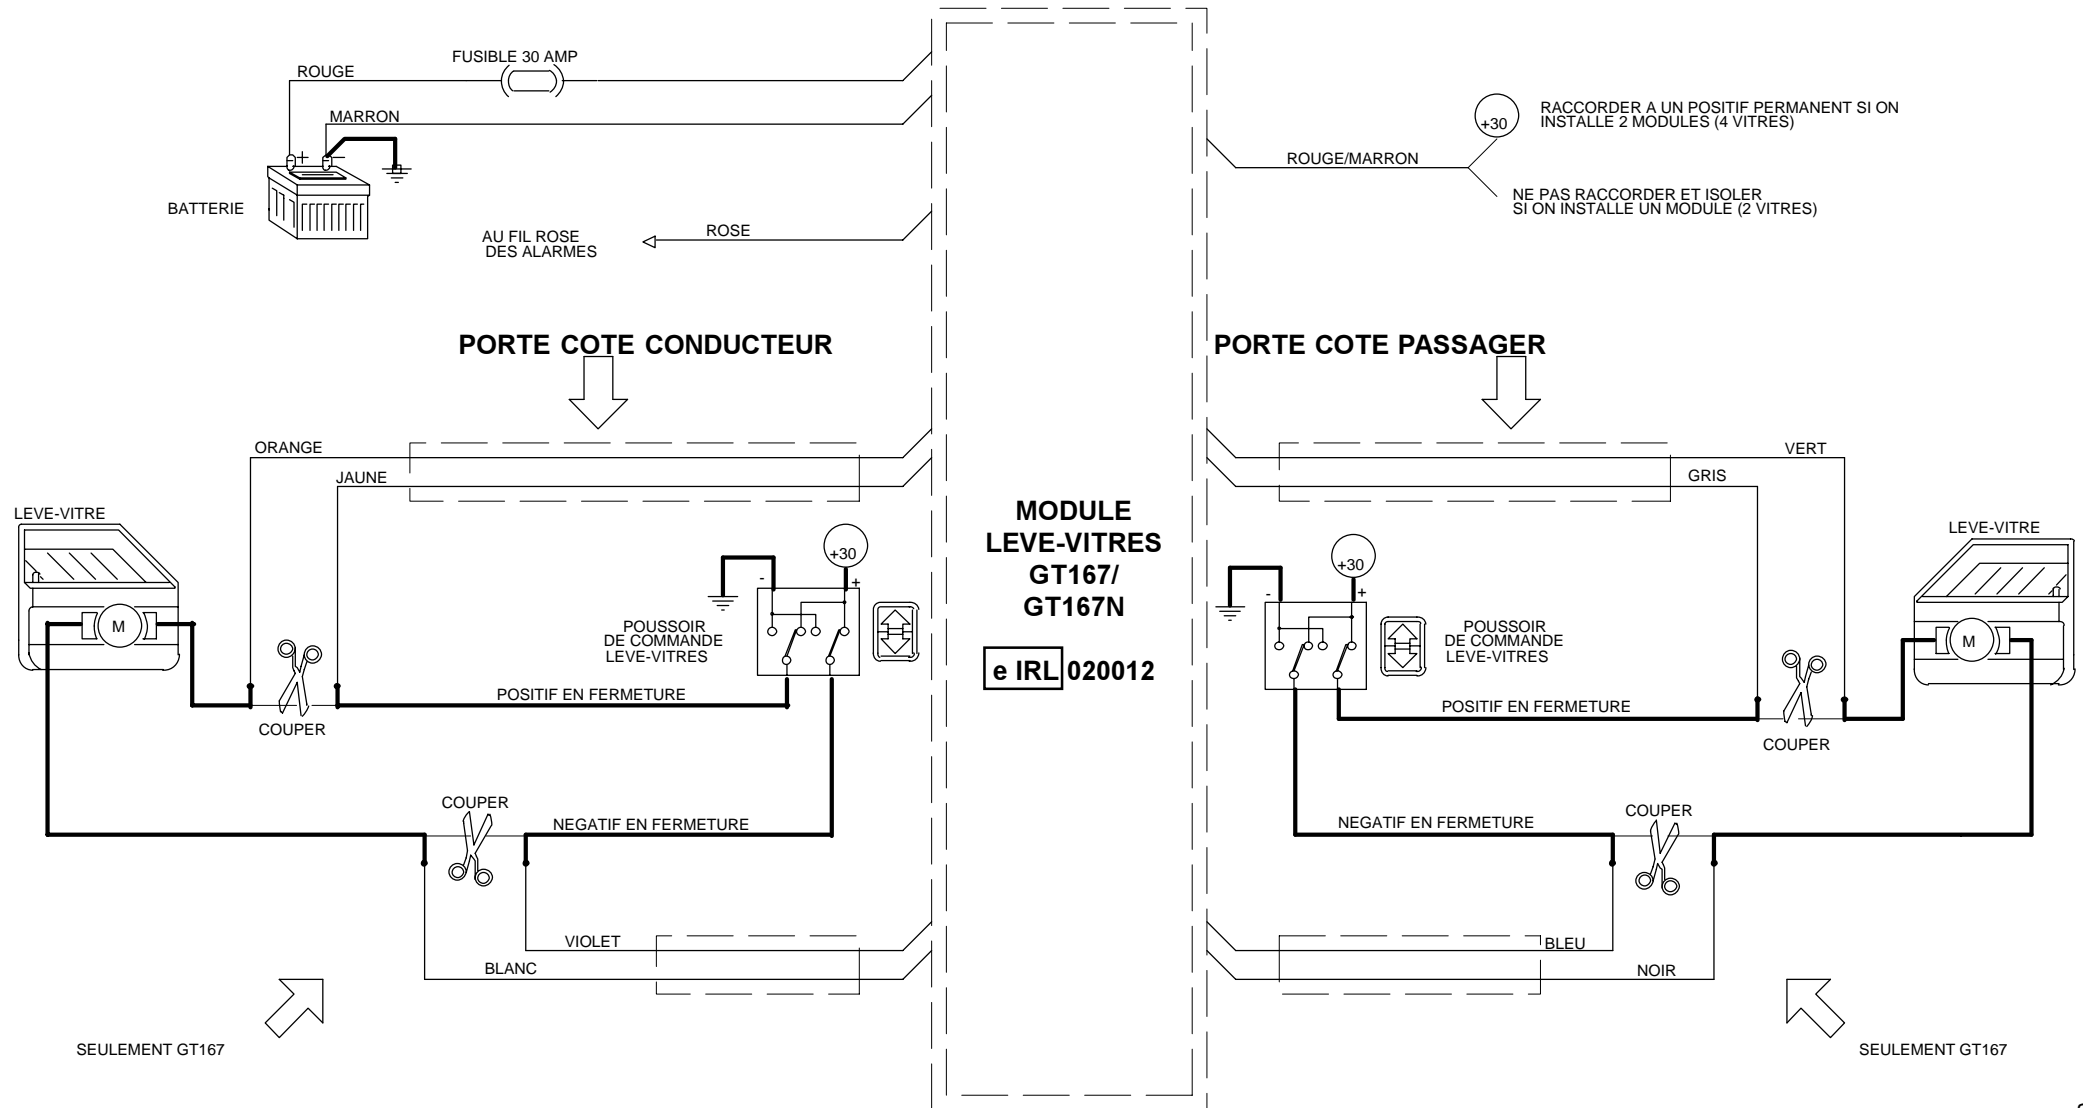 FUSIBLE 30 AMP
ROUGE
MARRON
+
−
BATTERIE
AU FIL ROSE
DES ALARMES
ROSE
+30
RACCORDER A UN POSITIF PERMANENT SI ON
INSTALLE 2 MODULES (4 VITRES)
ROUGE/MARRON
NE PAS RACCORDER ET ISOLER
SI ON INSTALLE UN MODULE (2 VITRES)
PORTE COTE CONDUCTEUR
PORTE COTE PASSAGER
ORANGE
JAUNE
LEVE-VITRE
M
+30
-
+
POUSSOIR
DE COMMANDE
LEVE-VITRES
POSITIF EN FERMETURE
COUPER
COUPER
NEGATIF EN FERMETURE
VIOLET
BLANC
SEULEMENT GT167
MODULE
LEVE-VITRES
GT167/
GT167N
e IRL 020012
VERT
GRIS
LEVE-VITRE
M
+30
-
+
POUSSOIR
DE COMMANDE
LEVE-VITRES
POSITIF EN FERMETURE
COUPER
COUPER
NEGATIF EN FERMETURE
BLEU
NOIR
SEULEMENT GT167